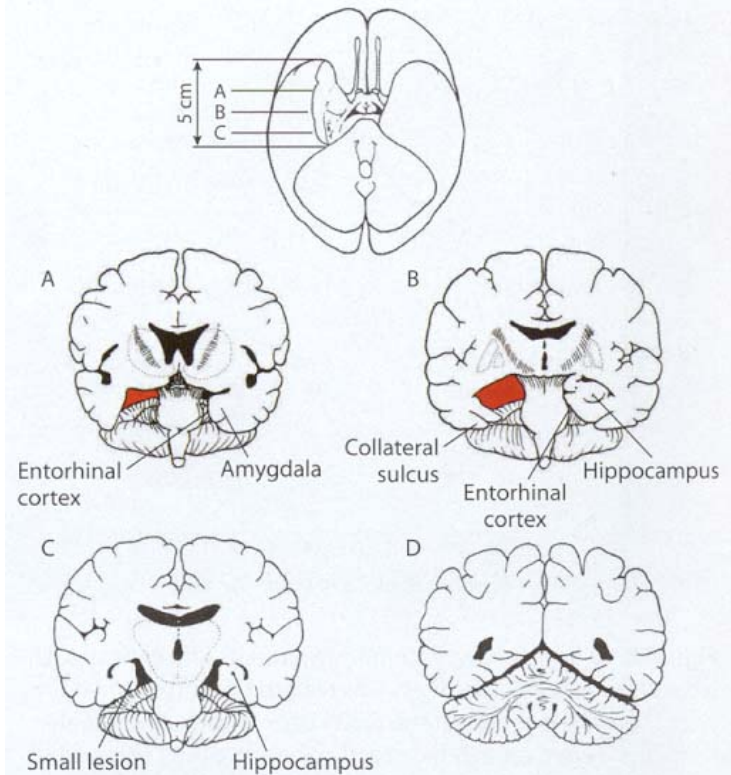 5 cm
A
B
C
A
B
Entorhinal
cortex
Amygdala
Collateral
sulcus
Entorhinal
cortex
Hippocampus
C
D
Small lesion
Hippocampus